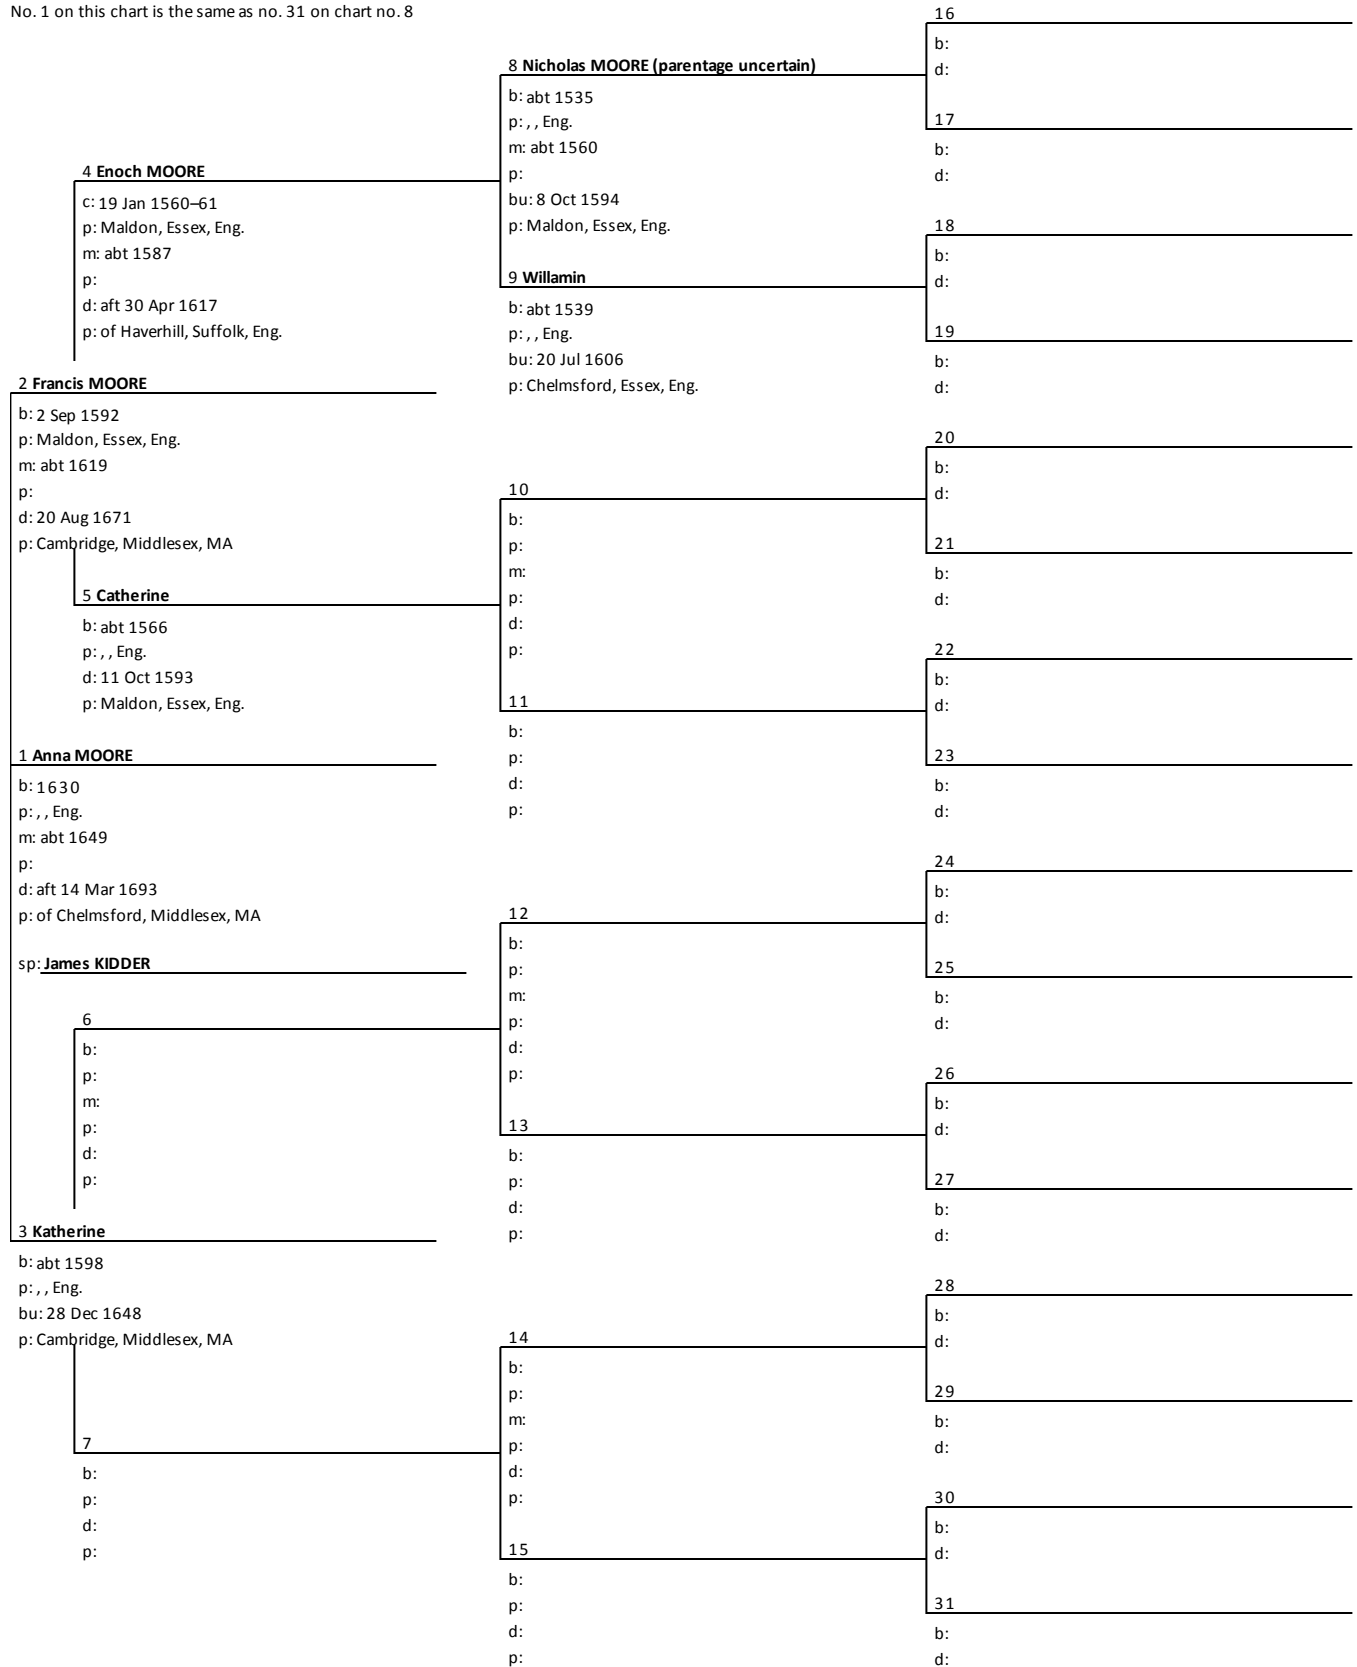 No. 1 on this chart is the same as no. 31 on chart no. 8
2 Francis MOORE
b: 2 Sep 1592
p: Maldon, Essex, Eng.
m: abt 1619
p:
d: 20 Aug 1671
p: Cambridge, Middlesex, MA
1 Anna MOORE
b: 1630
p: , , Eng.
m: abt 1649
p:
d: aft 14 Mar 1693
p: of Chelmsford, Middlesex, MA
sp: James KIDDER
3 Katherine
b: abt 1598
p: , , Eng.
bu: 28 Dec 1648
p: Cambridge, Middlesex, MA
4 Enoch MOORE
c: 19 Jan 1560–61
p: Maldon, Essex, Eng.
m: abt 1587
p:
d: aft 30 Apr 1617
p: of Haverhill, Suffolk, Eng.
5 Catherine
b: abt 1566
p: , , Eng.
d: 11 Oct 1593
p: Maldon, Essex, Eng.
6
b:
p:
m:
p:
d:
p:
7
b:
p:
d:
p:
8 Nicholas MOORE (parentage uncertain)
b: abt 1535
p: , , Eng.
m: abt 1560
p:
bu: 8 Oct 1594
p: Maldon, Essex, Eng.
9 Willamin
b: abt 1539
p: , , Eng.
bu: 20 Jul 1606
p: Chelmsford, Essex, Eng.
10
b:
p:
m:
p:
d:
p:
11
b:
p:
d:
p:
12
b:
p:
m:
p:
d:
p:
13
b:
p:
d:
p:
14
b:
p:
m:
p:
d:
p:
15
b:
p:
d:
p:
16
b:
d:
17
b:
d:
18
b:
d:
19
b:
d:
20
b:
d:
21
b:
d:
22
b:
d:
23
b:
d:
24
b:
d:
25
b:
d:
26
b:
d:
27
b:
d:
28
b:
d:
29
b:
d:
30
b:
d:
31
b:
d: